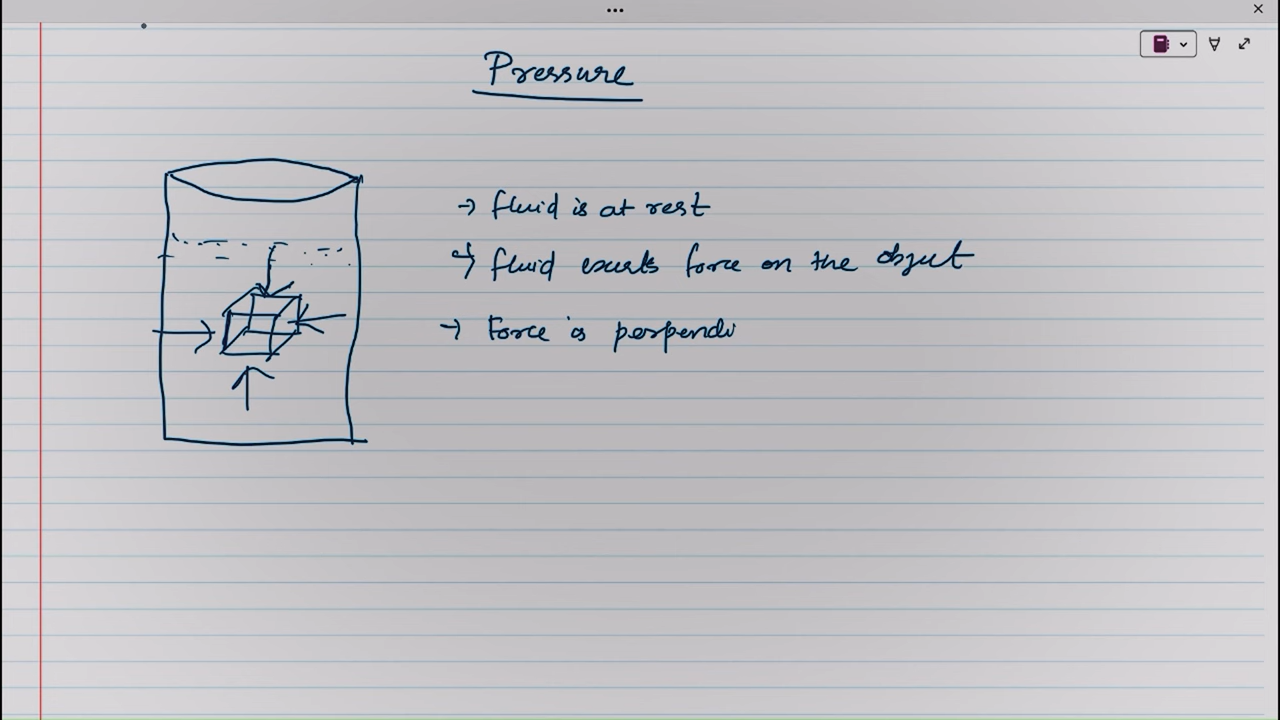 Pressure
→ fluid is at rest
→ fluid exerts force on the object
→ Force is perpendi